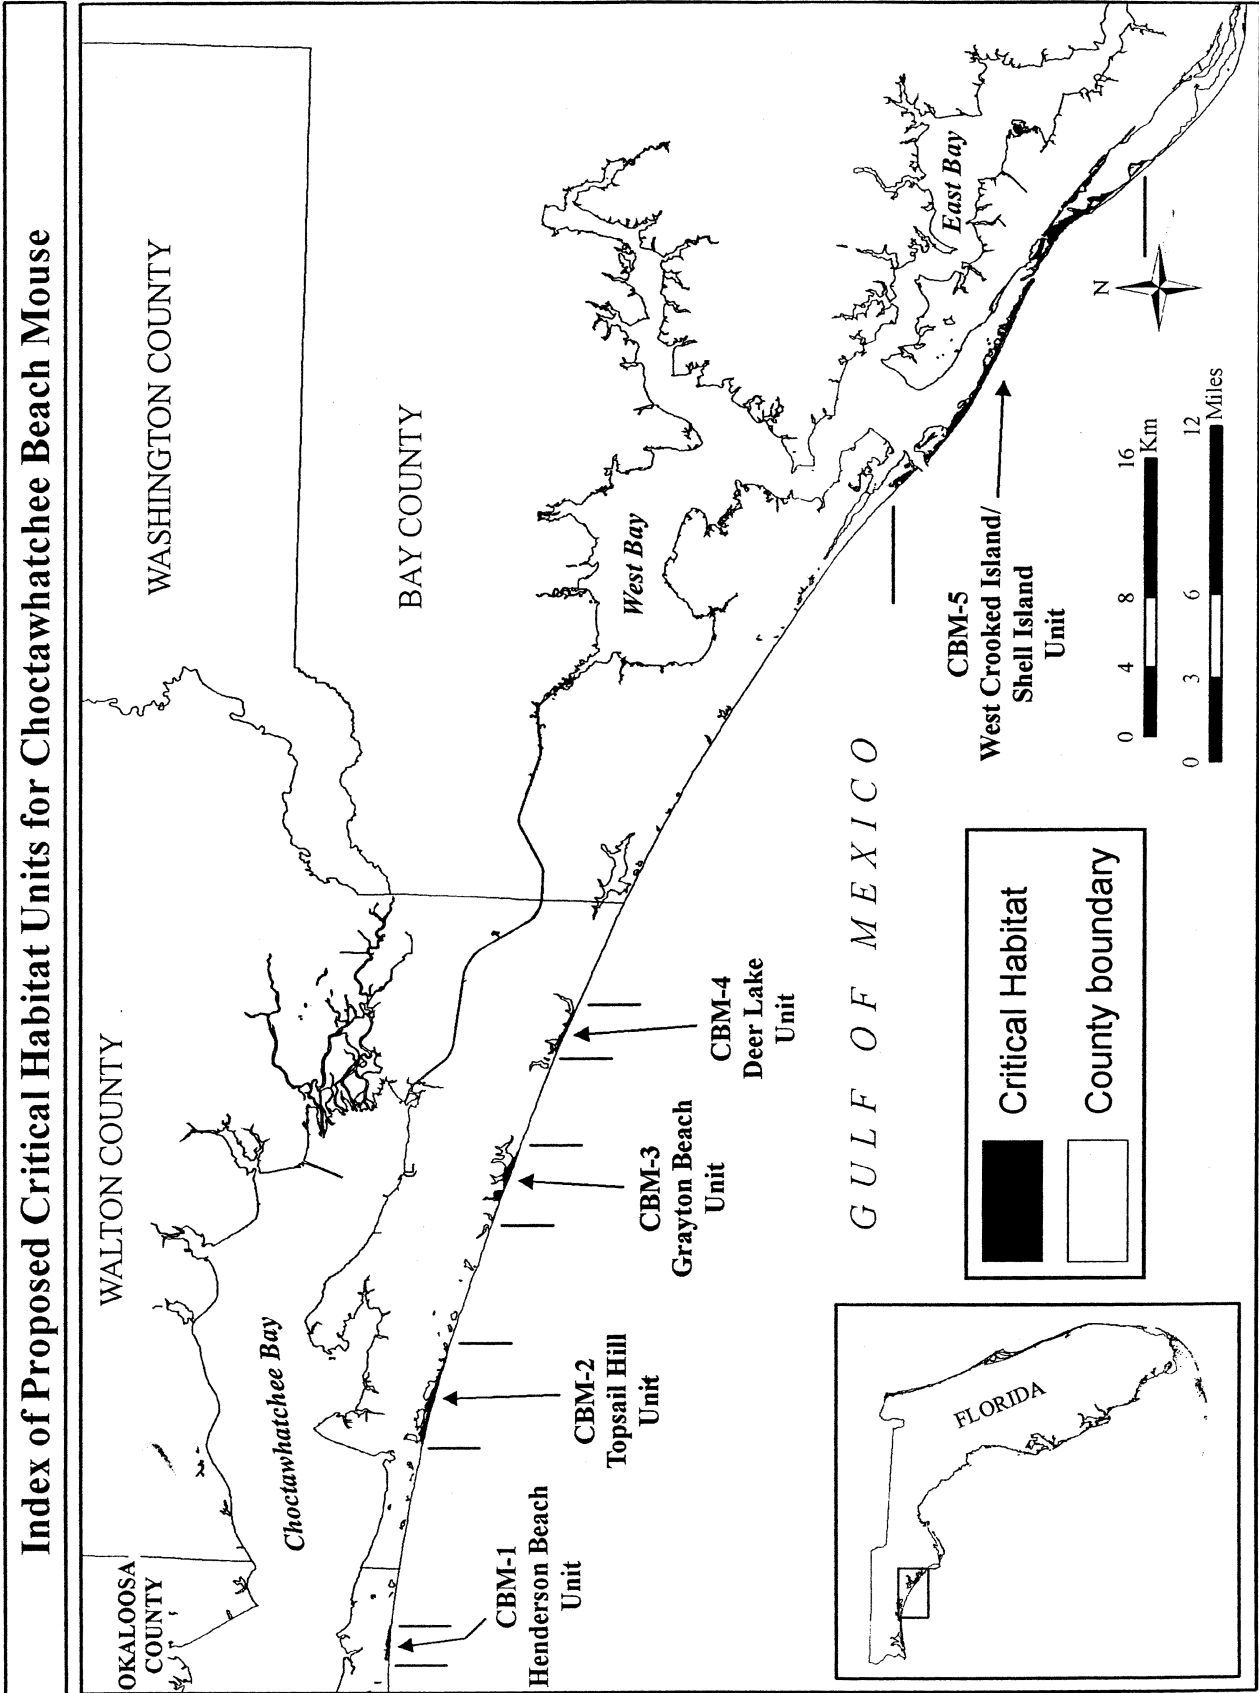 Index of Proposed Critical Habitat Units for Choctawhatchee Beach Mouse
OKALOOSA
COUNTY
WALTON COUNTY
WASHINGTON COUNTY
BAY COUNTY
Choctawhatchee Bay
West Bay
East Bay
CBM-1
Henderson Beach
Unit
CBM-2
Topsail Hill
Unit
CBM-3
Grayton Beach
Unit
CBM-4
Deer Lake
Unit
CBM-5
West Crooked Island/
Shell Island
Unit
GULF OF MEXICO
N
FLORIDA
Critical Habitat
County boundary
0 4 8 16
Km
0 3 6 12
Miles